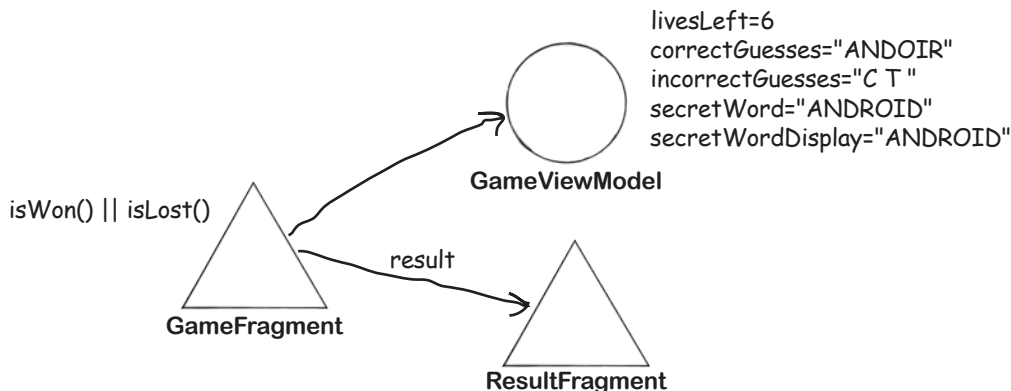 livesLeft=6
correctGuesses="ANDOIR"
incorrectGuesses="C T "
secretWord="ANDROID"
secretWordDisplay="ANDROID"
GameViewModel
isWon() || isLost()
result
GameFragment
ResultFragment